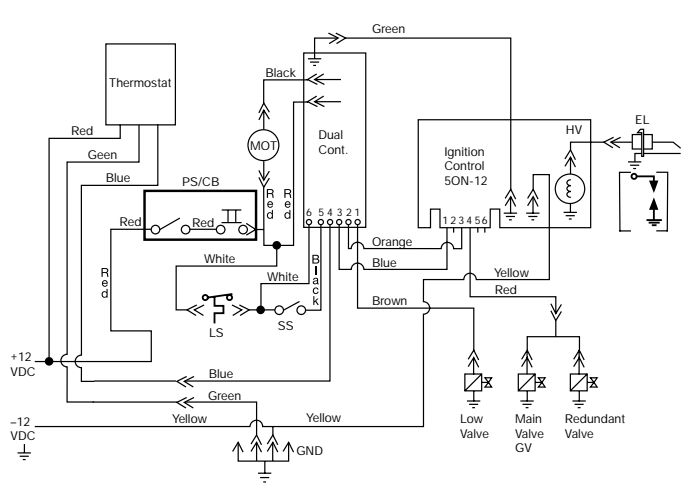 Green
Thermostat
Black
Dual
Cont.
MOT
Red
Red
HV
EL
Ignition
Control
5ON-12
Red
Geen
Blue
PS/CB
Red
Red
Red
6 5 4 3 2 1
1 2 3 4 5 6
White
White
Black
Orange
Blue
Yellow
Red
Brown
LS
SS
+12
VDC
Blue
Green
Yellow
Yellow
–12
VDC
GND
Low
Valve
Main
Valve
GV
Redundant
Valve